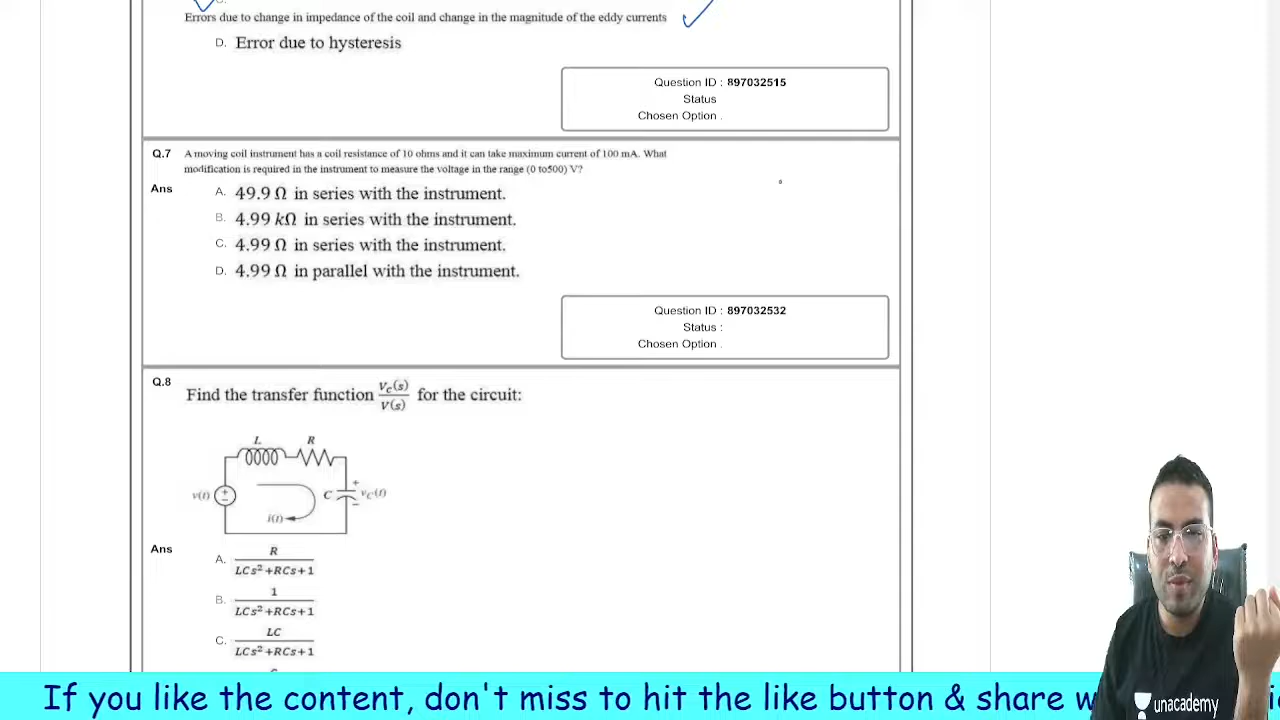 Errors due to change in impedance of the coil and change in the magnitude of the eddy currents
D. Error due to hysteresis
Question ID : 897032515
Status
Chosen Option .
Q.7 A moving coil instrument has a coil resistance of 10 ohms and it can take maximum current of 100 mA. What
modification is required in the instrument to measure the voltage in the range (0 to500) V?
Ans
A. 49.9 Ω in series with the instrument.
B. 4.99 kΩ in series with the instrument.
C. 4.99 Ω in series with the instrument.
D. 4.99 Ω in parallel with the instrument.
Question ID : 897032532
Status :
Chosen Option .
Q.8 Find the transfer function Vc(s)/V(s) for the circuit:
L R
v(t) + − C + vC(t) −
i(t)
Ans
A. R/LCs²+RCs+1
B. 1/LCs²+RCs+1
C. LC/LCs²+RCs+1
If you like the content, don't miss to hit the like button & share w
unacademy